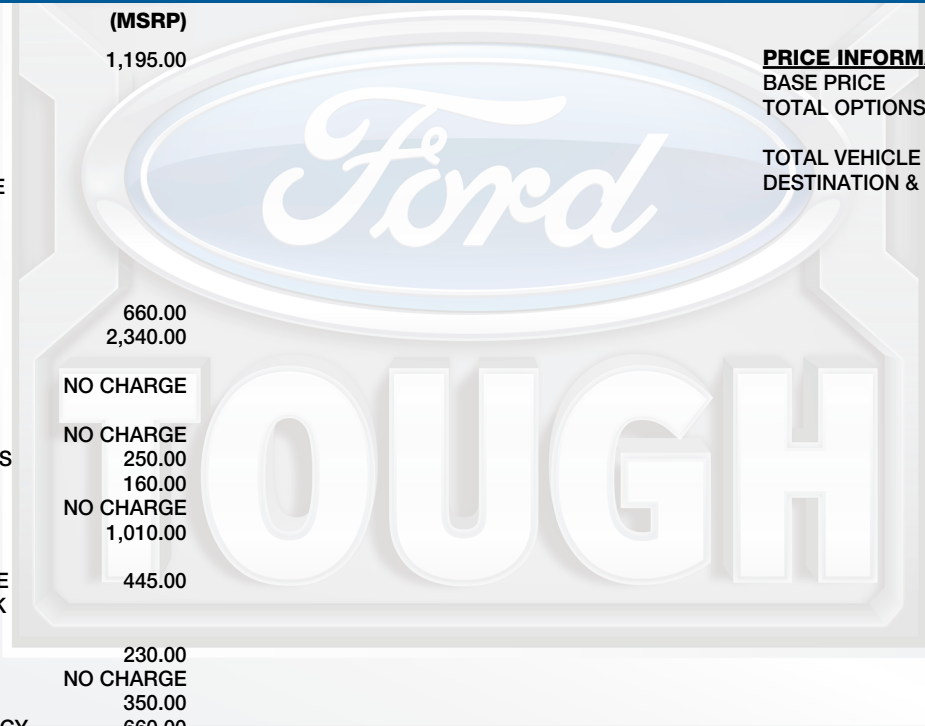 (MSRP)
1,195.00
E
660.00
2,340.00
NO CHARGE
NO CHARGE
S 250.00
160.00
NO CHARGE
1,010.00
E 445.00
K
230.00
NO CHARGE
350.00
PRICE INFORMA
BASE PRICE
TOTAL OPTIONS
TOTAL VEHICLE
DESTINATION &
Ford
TOUGH